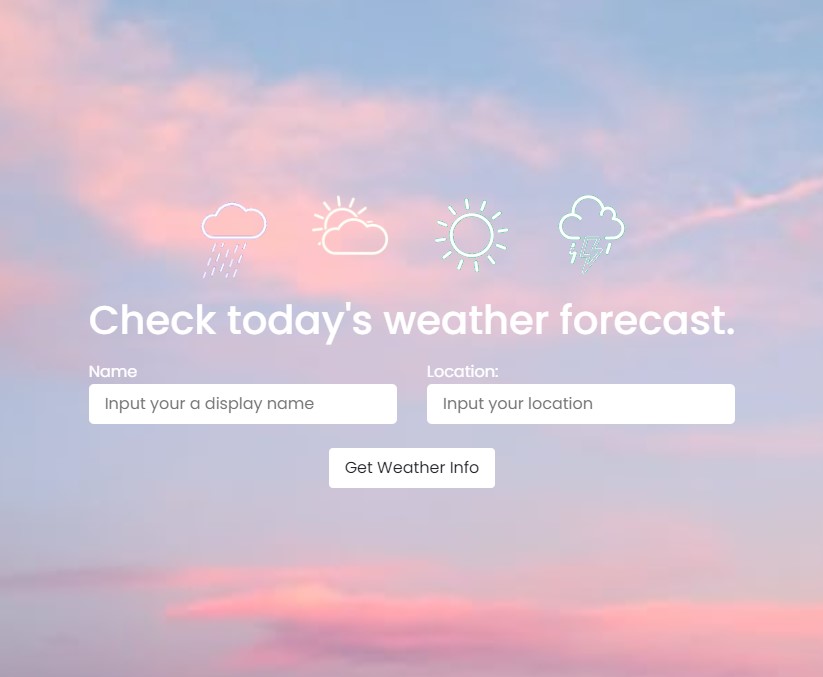 Check today's weather forecast.
Name
Location:
Input your a display name
Input your location
Get Weather Info